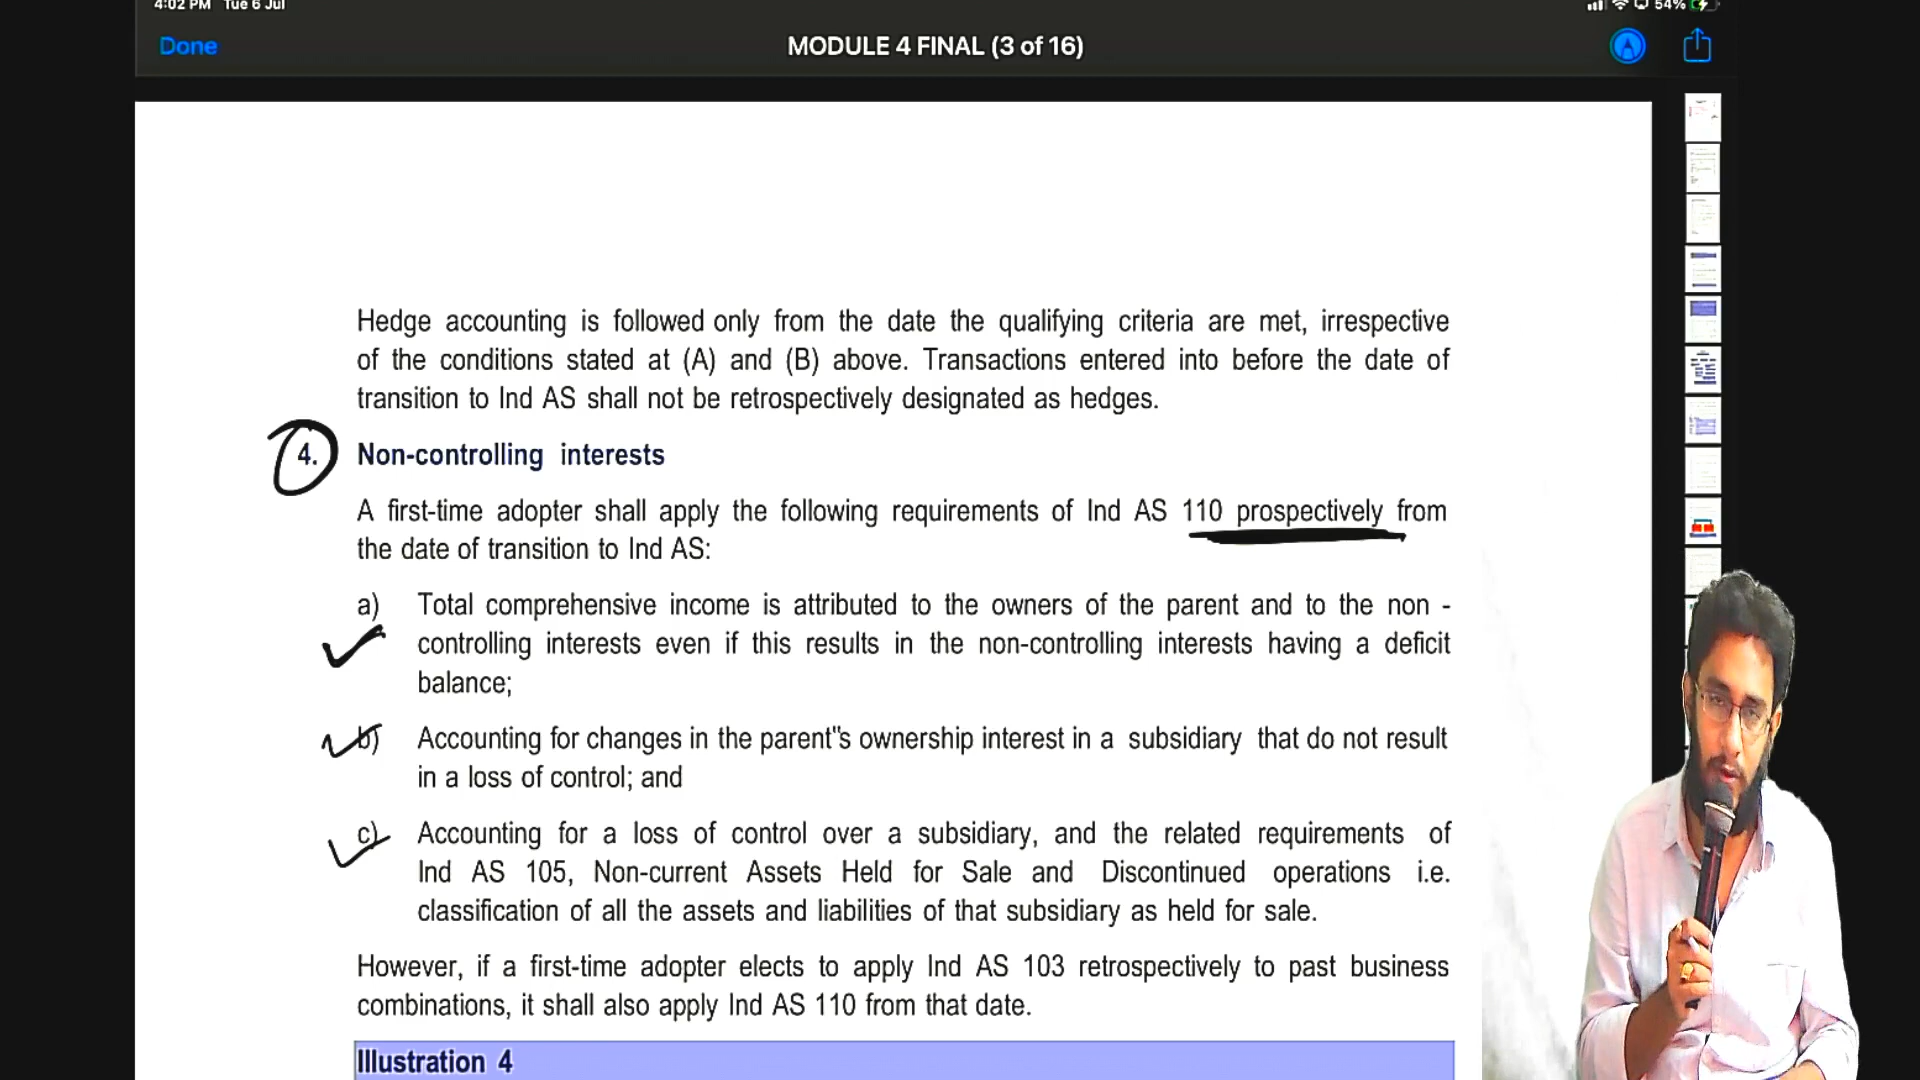 4:02 PM Tue 6 Jul
54%
Done
MODULE 4 FINAL (3 of 16)
Hedge accounting is followed only from the date the qualifying criteria are met, irrespective
of the conditions stated at (A) and (B) above. Transactions entered into before the date of
transition to Ind AS shall not be retrospectively designated as hedges.
4. Non-controlling interests
A first-time adopter shall apply the following requirements of Ind AS 110 prospectively from
the date of transition to Ind AS:
a) Total comprehensive income is attributed to the owners of the parent and to the non -
controlling interests even if this results in the non-controlling interests having a deficit
balance;
b) Accounting for changes in the parent"s ownership interest in a subsidiary that do not result
in a loss of control; and
c) Accounting for a loss of control over a subsidiary, and the related requirements of
Ind AS 105, Non-current Assets Held for Sale and Discontinued operations i.e.
classification of all the assets and liabilities of that subsidiary as held for sale.
However, if a first-time adopter elects to apply Ind AS 103 retrospectively to past business
combinations, it shall also apply Ind AS 110 from that date.
Illustration 4